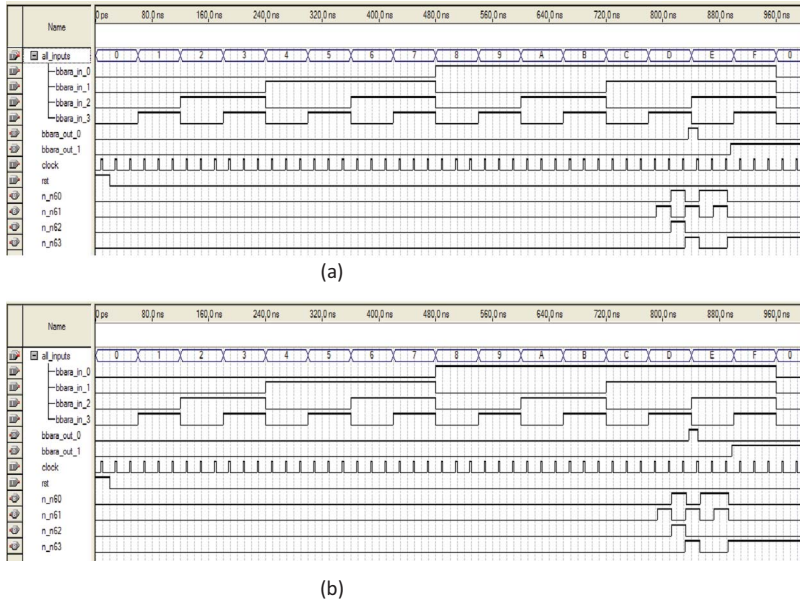 Name 0 ps 80.0 ns 160.0 ns 240.0 ns 320.0 ns 400.0 ns 480.0 ns 560.0 ns 640.0 ns 720.0 ns 800.0 ns 880.0 ns 960.0 ns
all_inputs 0 1 2 3 4 5 6 7 8 9 A B C D E F 0
bbara_in_0
bbara_in_1
bbara_in_2
bbara_in_3
bbara_out_0
bbara_out_1
clock
rst
n_n60
n_n61
n_n62
n_n63
(a)
Name 0 ps 80.0 ns 160.0 ns 240.0 ns 320.0 ns 400.0 ns 480.0 ns 560.0 ns 640.0 ns 720.0 ns 800.0 ns 880.0 ns 960.0 ns
all_inputs 0 1 2 3 4 5 6 7 8 9 A B C D E F 0
bbara_in_0
bbara_in_1
bbara_in_2
bbara_in_3
bbara_out_0
bbara_out_1
clock
rst
n_n60
n_n61
n_n62
n_n63
(b)